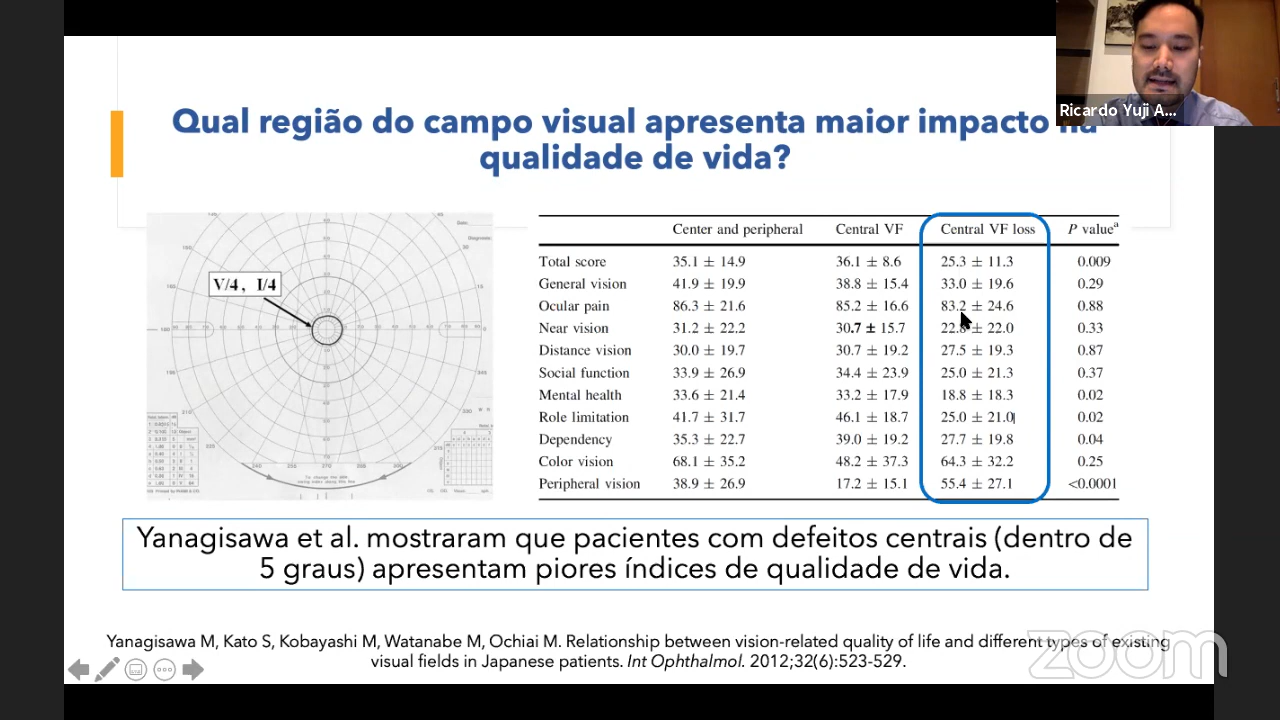 Ricardo Yuji A...
Qual região do campo visual apresenta maior impacto na
qualidade de vida?
V/4, I/4
Center and peripheral Central VF Central VF loss P valueᵃ
Total score 35.1 ± 14.9 36.1 ± 8.6 25.3 ± 11.3 0.009
General vision 41.9 ± 19.9 38.8 ± 15.4 33.0 ± 19.6 0.29
Ocular pain 86.3 ± 21.6 85.2 ± 16.6 83.2 ± 24.6 0.88
Near vision 31.2 ± 22.2 30.7 ± 15.7 ± 22.0 0.33
Distance vision 30.0 ± 19.7 30.7 ± 19.2 27.5 ± 19.3 0.87
Social function 33.9 ± 26.9 34.4 ± 23.9 25.0 ± 21.3 0.37
Mental health 33.6 ± 21.4 33.2 ± 17.9 18.8 ± 18.3 0.02
Role limitation 41.7 ± 31.7 46.1 ± 18.7 25.0 ± 21.0 0.02
Dependency 35.3 ± 22.7 39.0 ± 19.2 27.7 ± 19.8 0.04
Color vision 68.1 ± 35.2 48.2 ± 37.3 64.3 ± 32.2 0.25
Peripheral vision 38.9 ± 26.9 17.2 ± 15.1 55.4 ± 27.1 <0.0001
Yanagisawa et al. mostraram que pacientes com defeitos centrais (dentro de
5 graus) apresentam piores índices de qualidade de vida.
Yanagisawa M, Kato S, Kobayashi M, Watanabe M, Ochiai M. Relationship between vision-related quality of life and different types of existing
visual fields in Japanese patients. Int Ophthalmol. 2012;32(6):523-529.
zoom